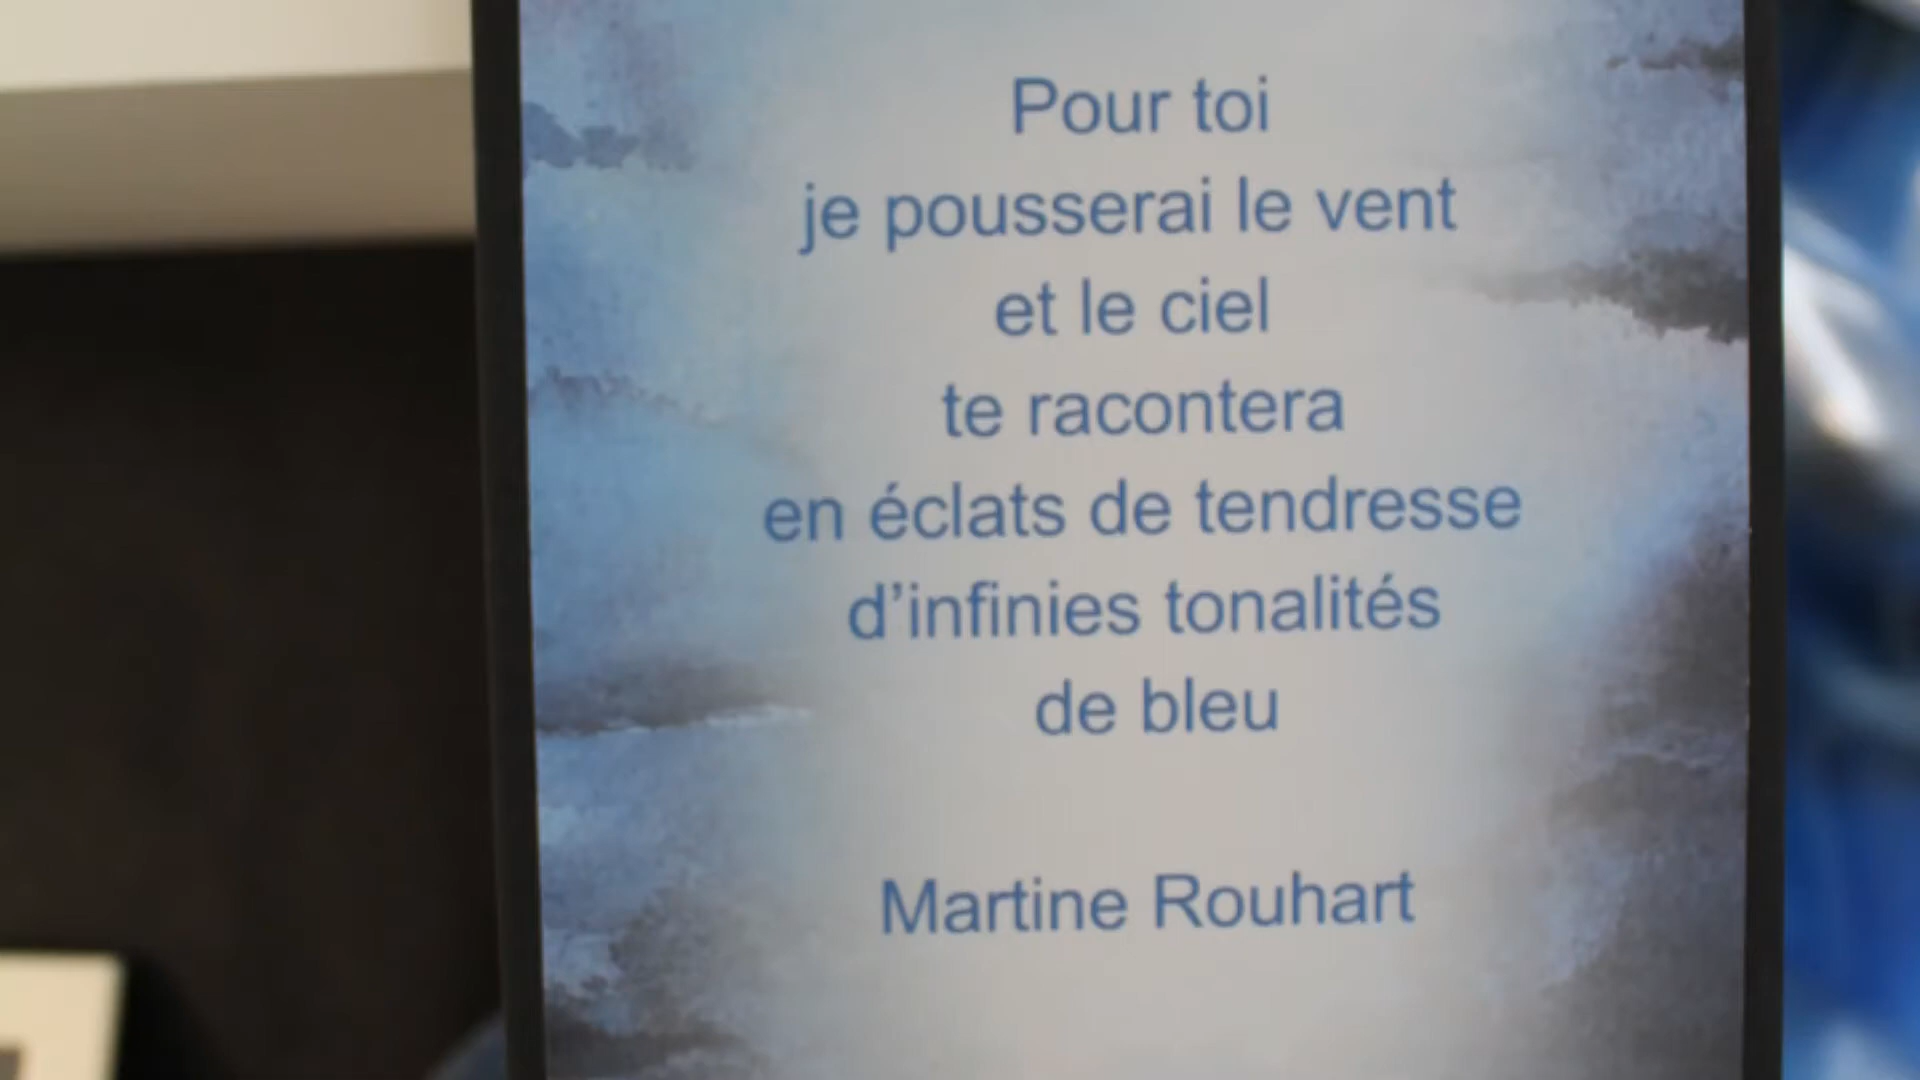 Pour toi
je pousserai le vent
et le ciel
te racontera
en éclats de tendresse
d’infinies tonalités
de bleu
Martine Rouhart